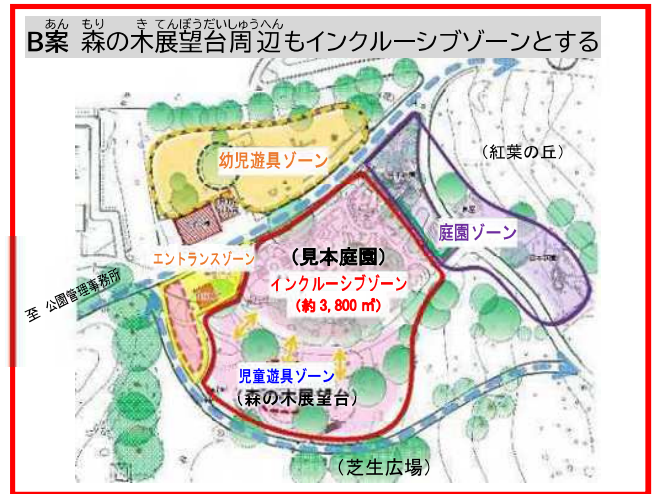 あん もり き てんぼうだいしゅうへん
B案 森の木展望台周辺もインクルーシブゾーンとする
(紅葉の丘)
幼児遊具ゾーン
庭園ゾーン
エントランスゾーン
(見本庭園)
インクルーシブゾーン
(約3,800㎡)
至 公園管理事務所
児童遊具ゾーン
(森の木展望台)
(芝生広場)